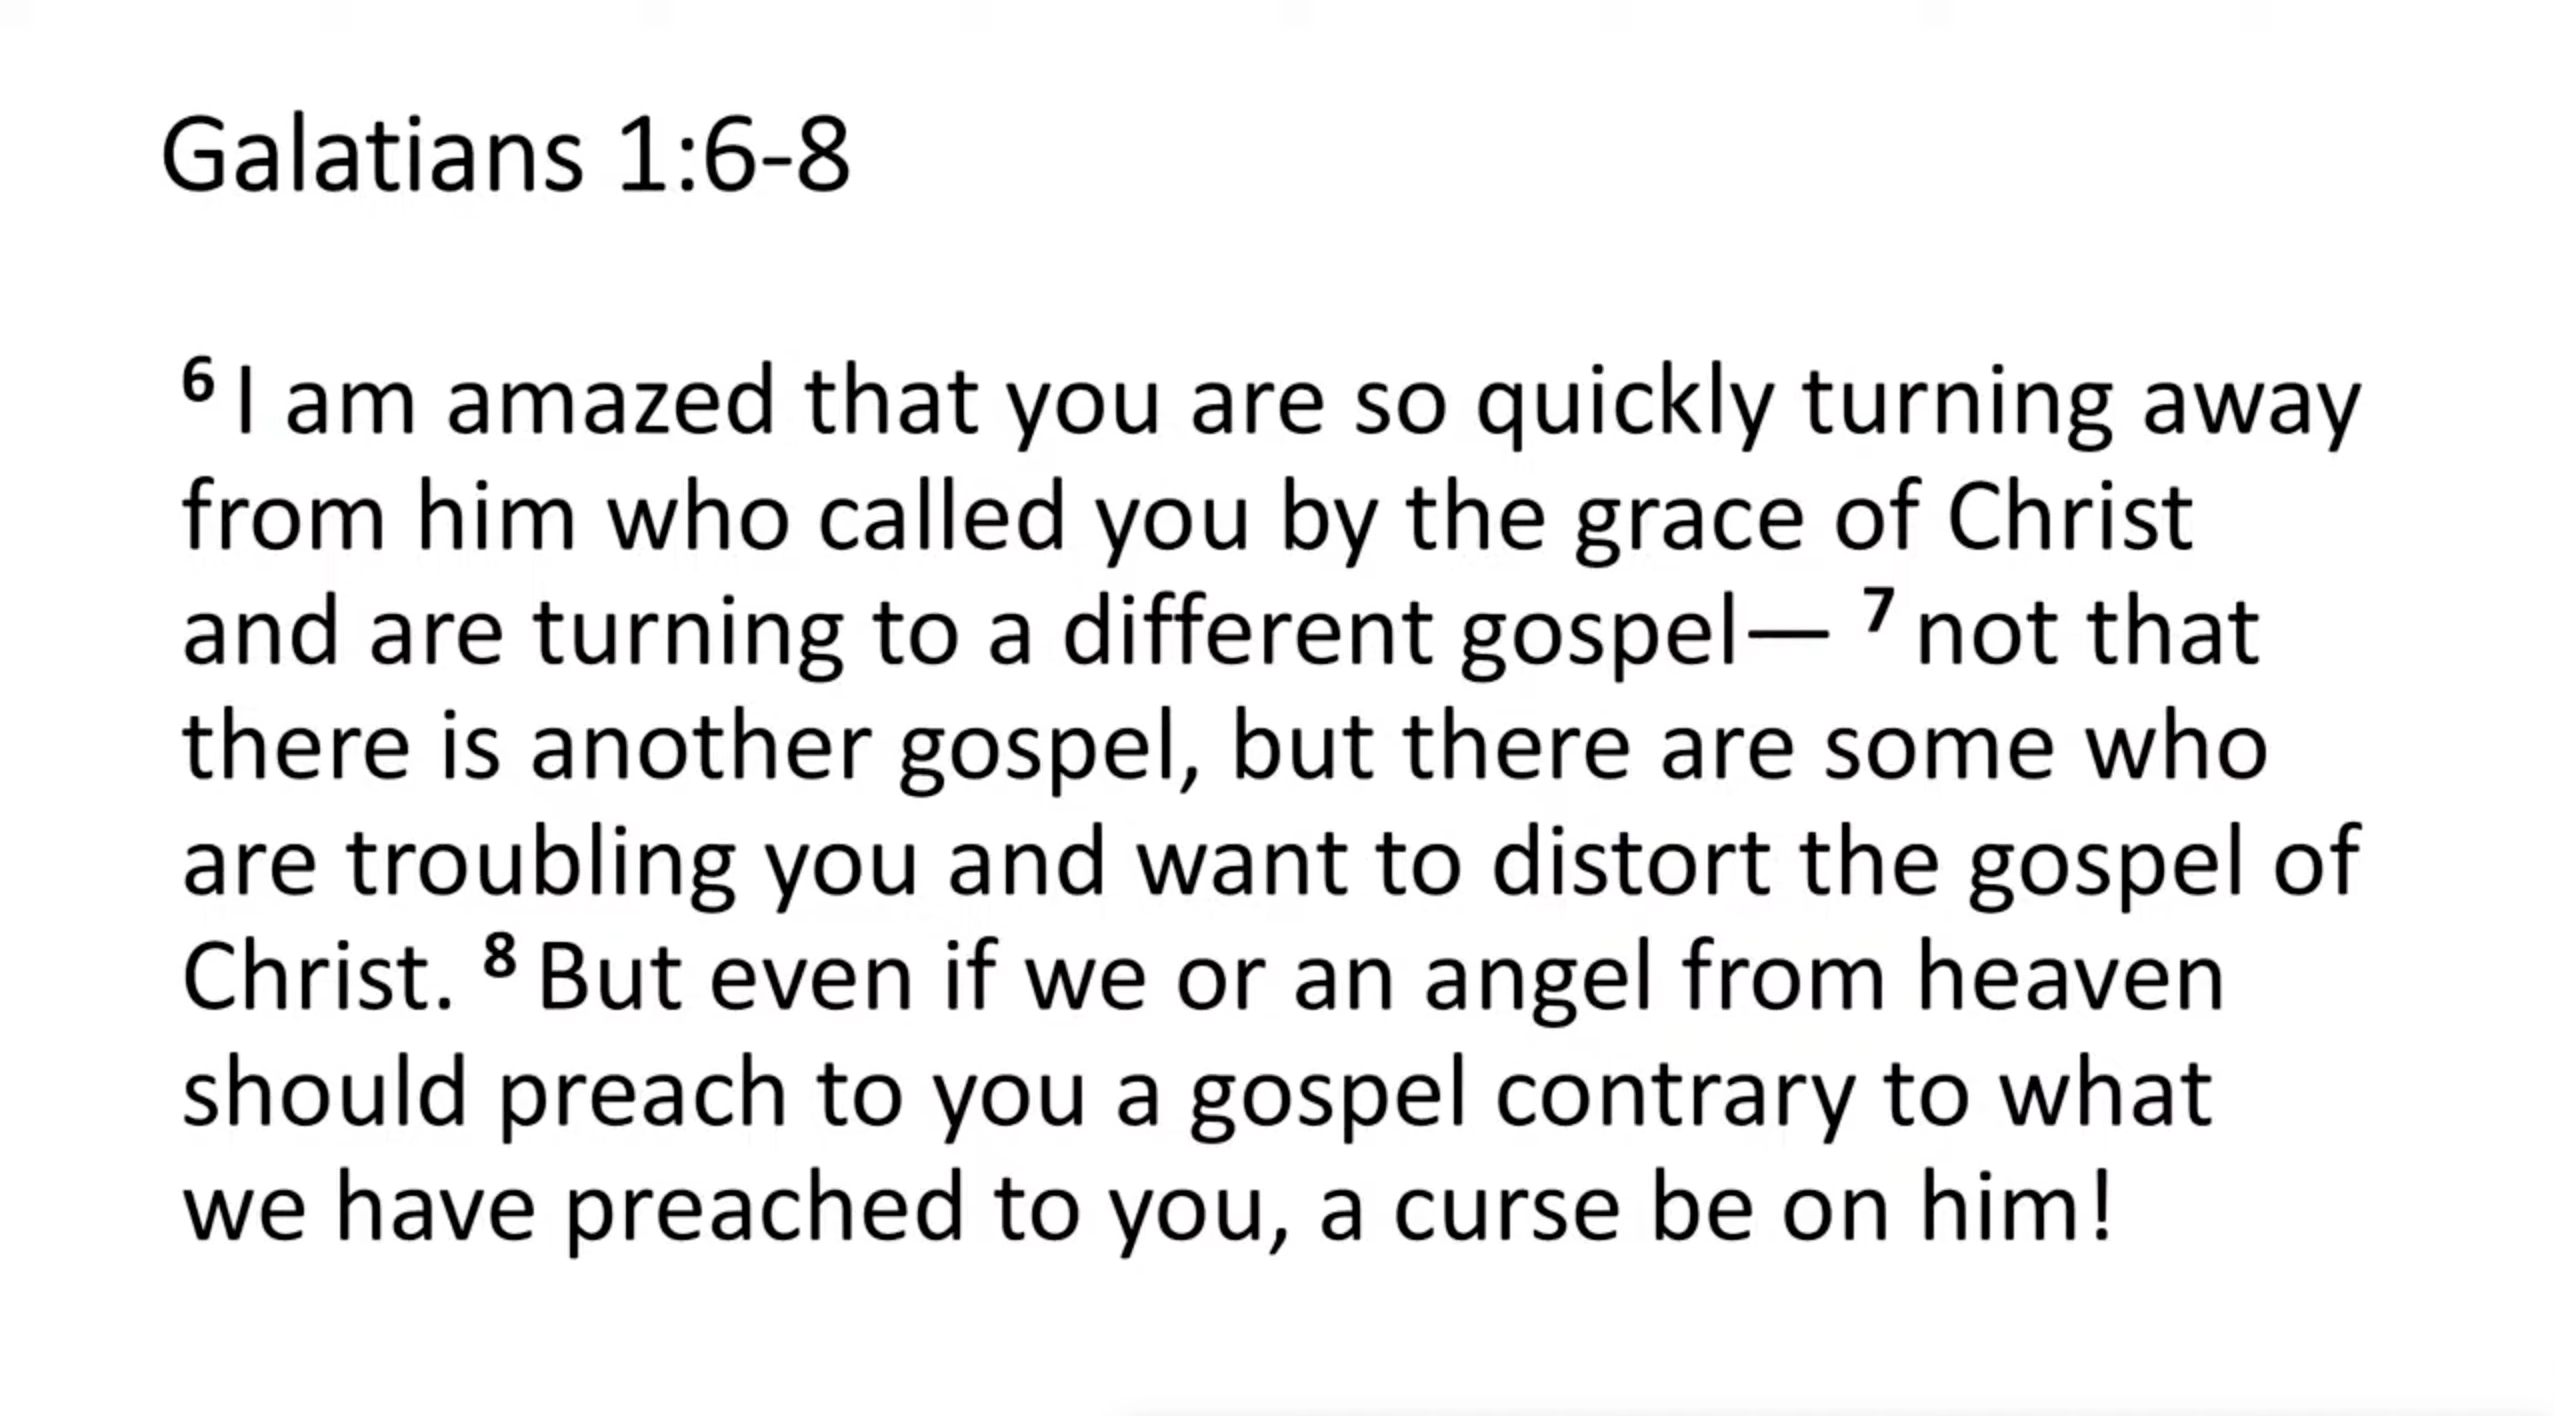 Galatians 1:6-8
⁶ I am amazed that you are so quickly turning away
from him who called you by the grace of Christ
and are turning to a different gospel— ⁷ not that
there is another gospel, but there are some who
are troubling you and want to distort the gospel of
Christ. ⁸ But even if we or an angel from heaven
should preach to you a gospel contrary to what
we have preached to you, a curse be on him!